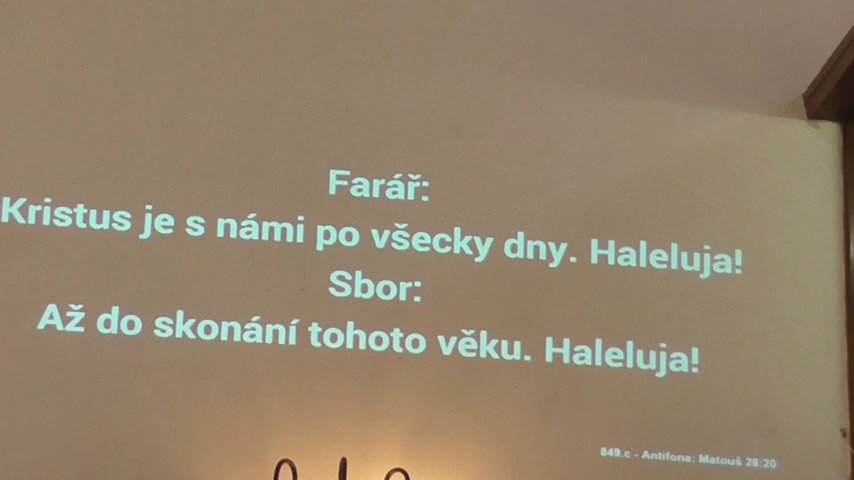 Farář:
Kristus je s námi po všecky dny. Haleluja!
Sbor:
Až do skonání tohoto věku. Haleluja!
849.c - Antifona: Matouš 28:20